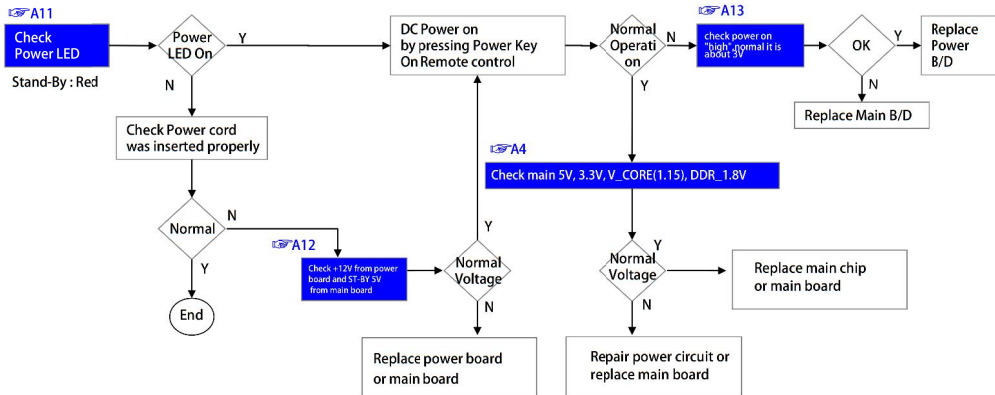 ☞A11
Check
Power LED
Stand-By : Red
Power
LED On
Y
N
Check Power cord
was inserted properly
Normal
N
Y
End
☞A12
Check +12V from power
board and ST-BY 5V
from main board
DC Power on
by pressing Power Key
On Remote control
Y
Normal
Voltage
N
Replace power board
or main board
Normal
Operati
on
N
Y
☞A13
check power on
"high",normal it is
about 3V
OK
Y
N
Replace
Power
B/D
Replace Main B/D
☞A4
Check main 5V, 3.3V, V_CORE(1.15), DDR_1.8V
Normal
Voltage
Y
N
Replace main chip
or main board
Repair power circuit or
replace main board